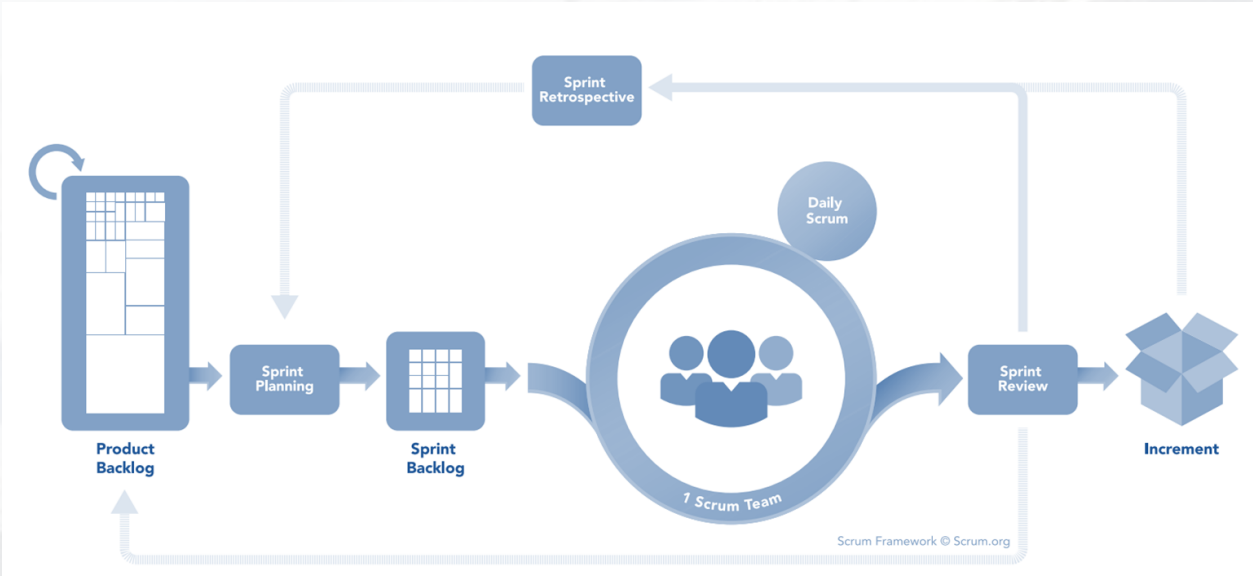 Sprint
Retrospective
Daily
Scrum
Sprint
Planning
Sprint
Review
Product
Backlog
Sprint
Backlog
Increment
1 Scrum Team
Scrum Framework © Scrum.org